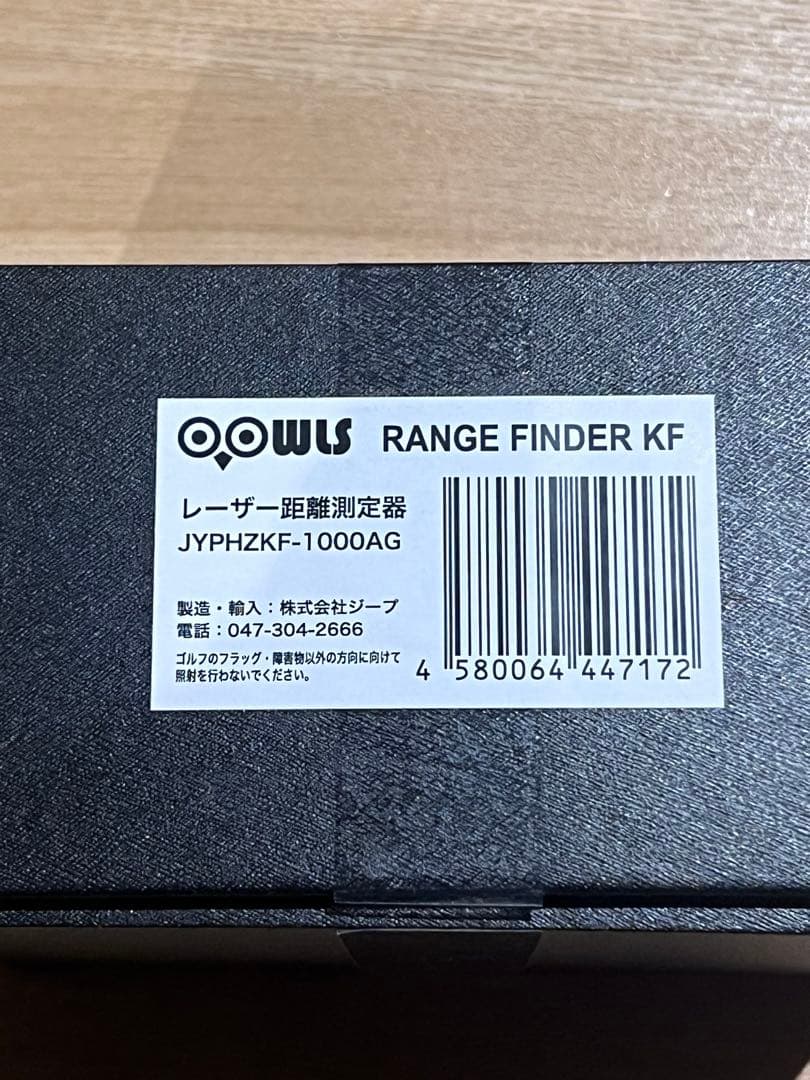 OOWLS RANGE FINDER KF
レーザー距離測定器
JYPHZKF-1000AG
製造・輸入：株式会社ジープ
電話：047-304-2666
ゴルフのフラッグ・障害物以外の方向に向けて
照射を行わないでください。
4 580064 447172